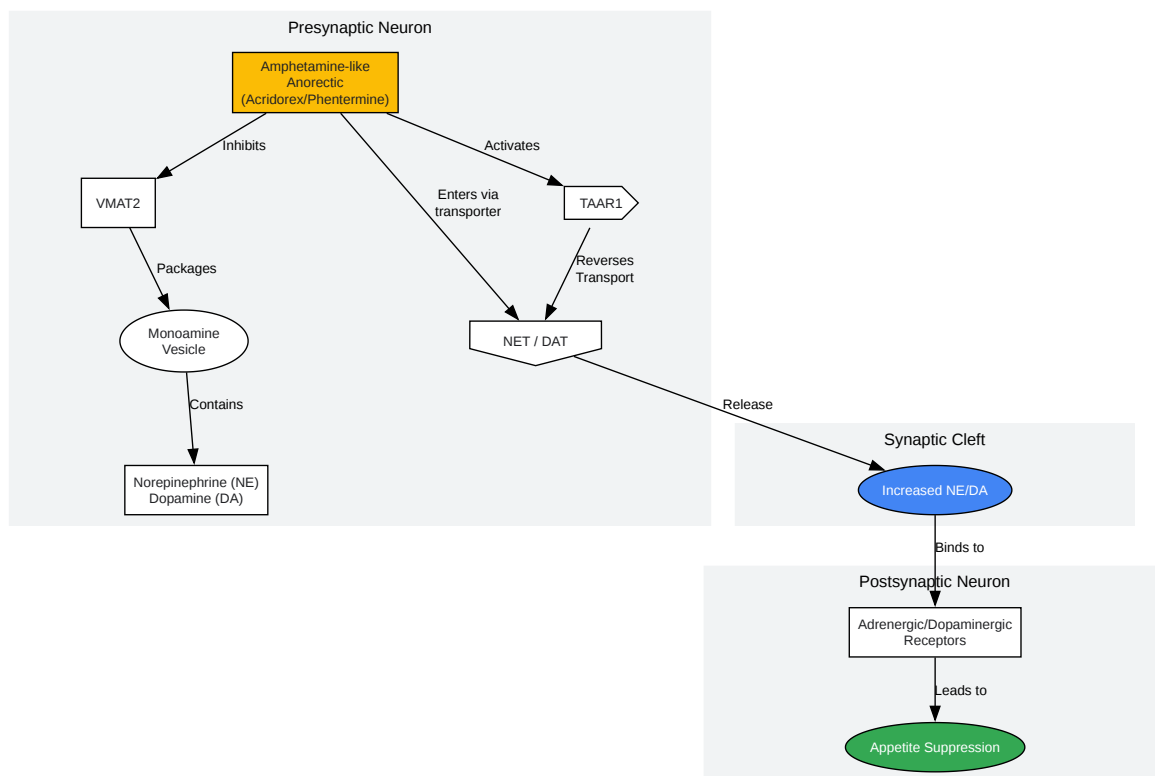 Presynaptic Neuron
Amphetamine-like
Anorectic
(Acridorex/Phentermine)
Inhibits
Activates
Enters via
transporter
VMAT2
TAAR1
Packages
Reverses
Transport
Monoamine
Vesicle
NET / DAT
Contains
Release
Norepinephrine (NE)
Dopamine (DA)
Synaptic Cleft
Increased NE/DA
Binds to
Postsynaptic Neuron
Adrenergic/Dopaminergic
Receptors
Leads to
Appetite Suppression